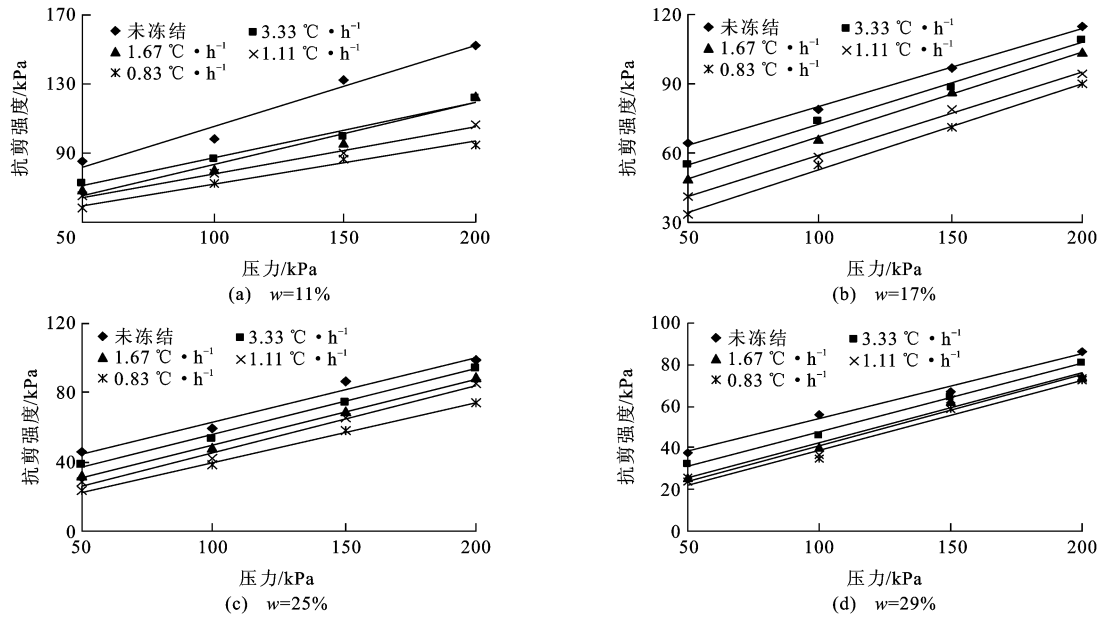 170
130
90
50
100
150
200
抗剪强度/kPa
未冻结
3.33 ℃·h⁻¹
1.67 ℃·h⁻¹
1.11 ℃·h⁻¹
0.83 ℃·h⁻¹
压力/kPa
(a) w=11%
120
90
60
30
50
100
150
200
抗剪强度/kPa
未冻结
3.33 ℃·h⁻¹
1.67 ℃·h⁻¹
1.11 ℃·h⁻¹
0.83 ℃·h⁻¹
压力/kPa
(b) w=17%
120
80
40
0
50
100
150
200
抗剪强度/kPa
未冻结
3.33 ℃·h⁻¹
1.67 ℃·h⁻¹
1.11 ℃·h⁻¹
0.83 ℃·h⁻¹
压力/kPa
(c) w=25%
100
80
60
40
20
0
50
100
150
200
抗剪强度/kPa
未冻结
3.33 ℃·h⁻¹
1.67 ℃·h⁻¹
1.11 ℃·h⁻¹
0.83 ℃·h⁻¹
压力/kPa
(d) w=29%